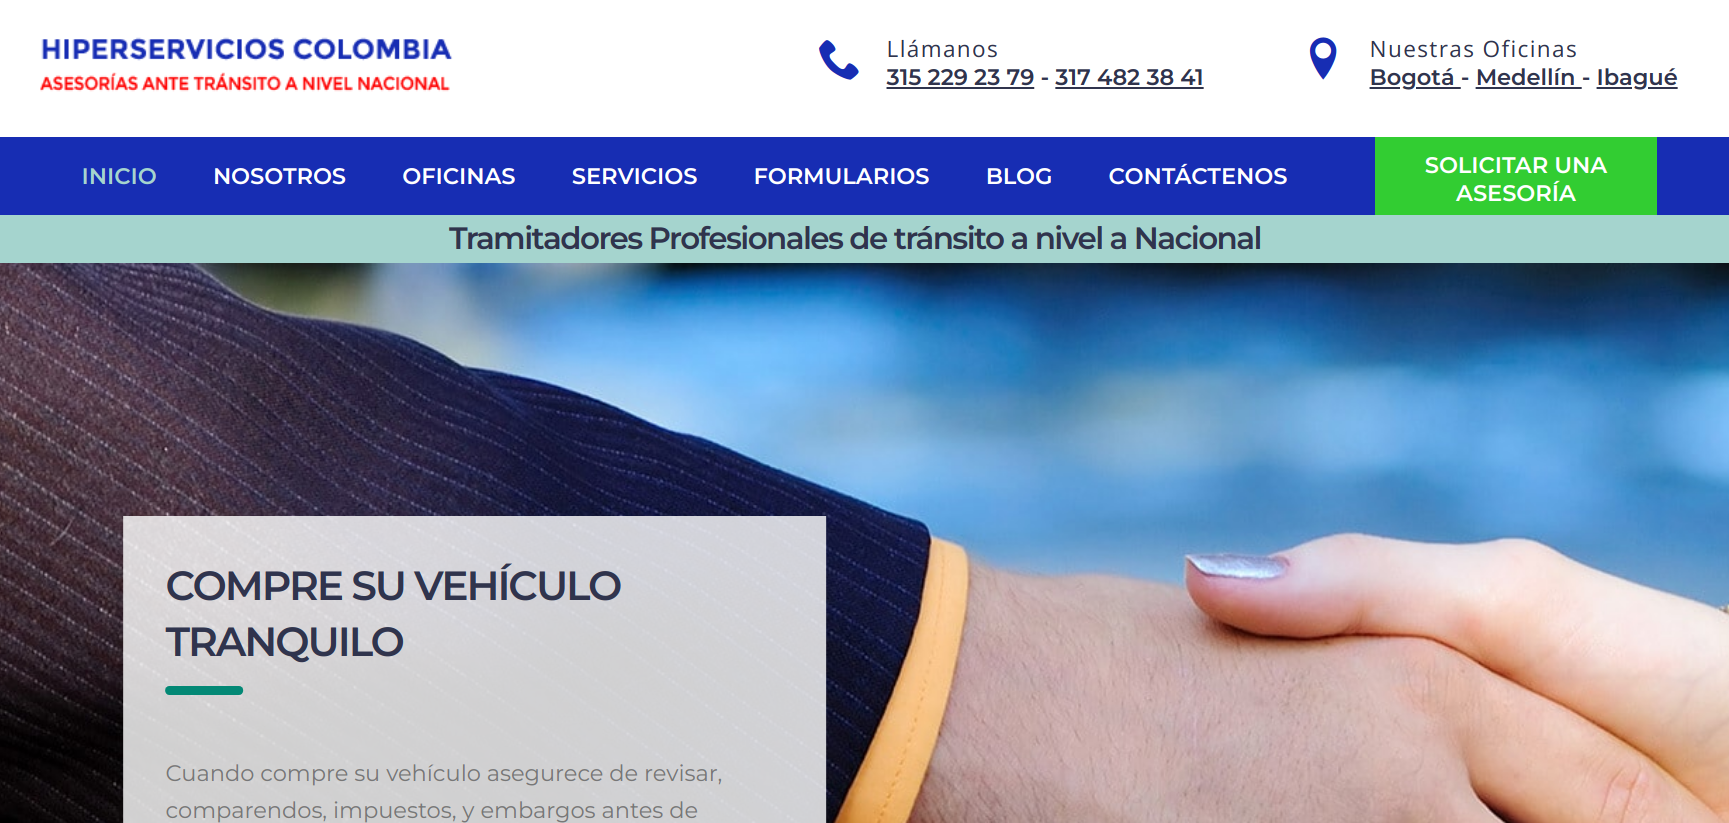 HIPERSERVICIOS COLOMBIA
ASESORÍAS ANTE TRÁNSITO A NIVEL NACIONAL
Llámanos
315 229 23 79 - 317 482 38 41
Nuestras Oficinas
Bogotá - Medellín - Ibagué
INICIO NOSOTROS OFICINAS SERVICIOS FORMULARIOS BLOG CONTÁCTENOS
SOLICITAR UNA
ASESORÍA
Tramitadores Profesionales de tránsito a nivel a Nacional
COMPRE SU VEHÍCULO
TRANQUILO
Cuando compre su vehículo asegurece de revisar,
comparendos, impuestos, y embargos antes de